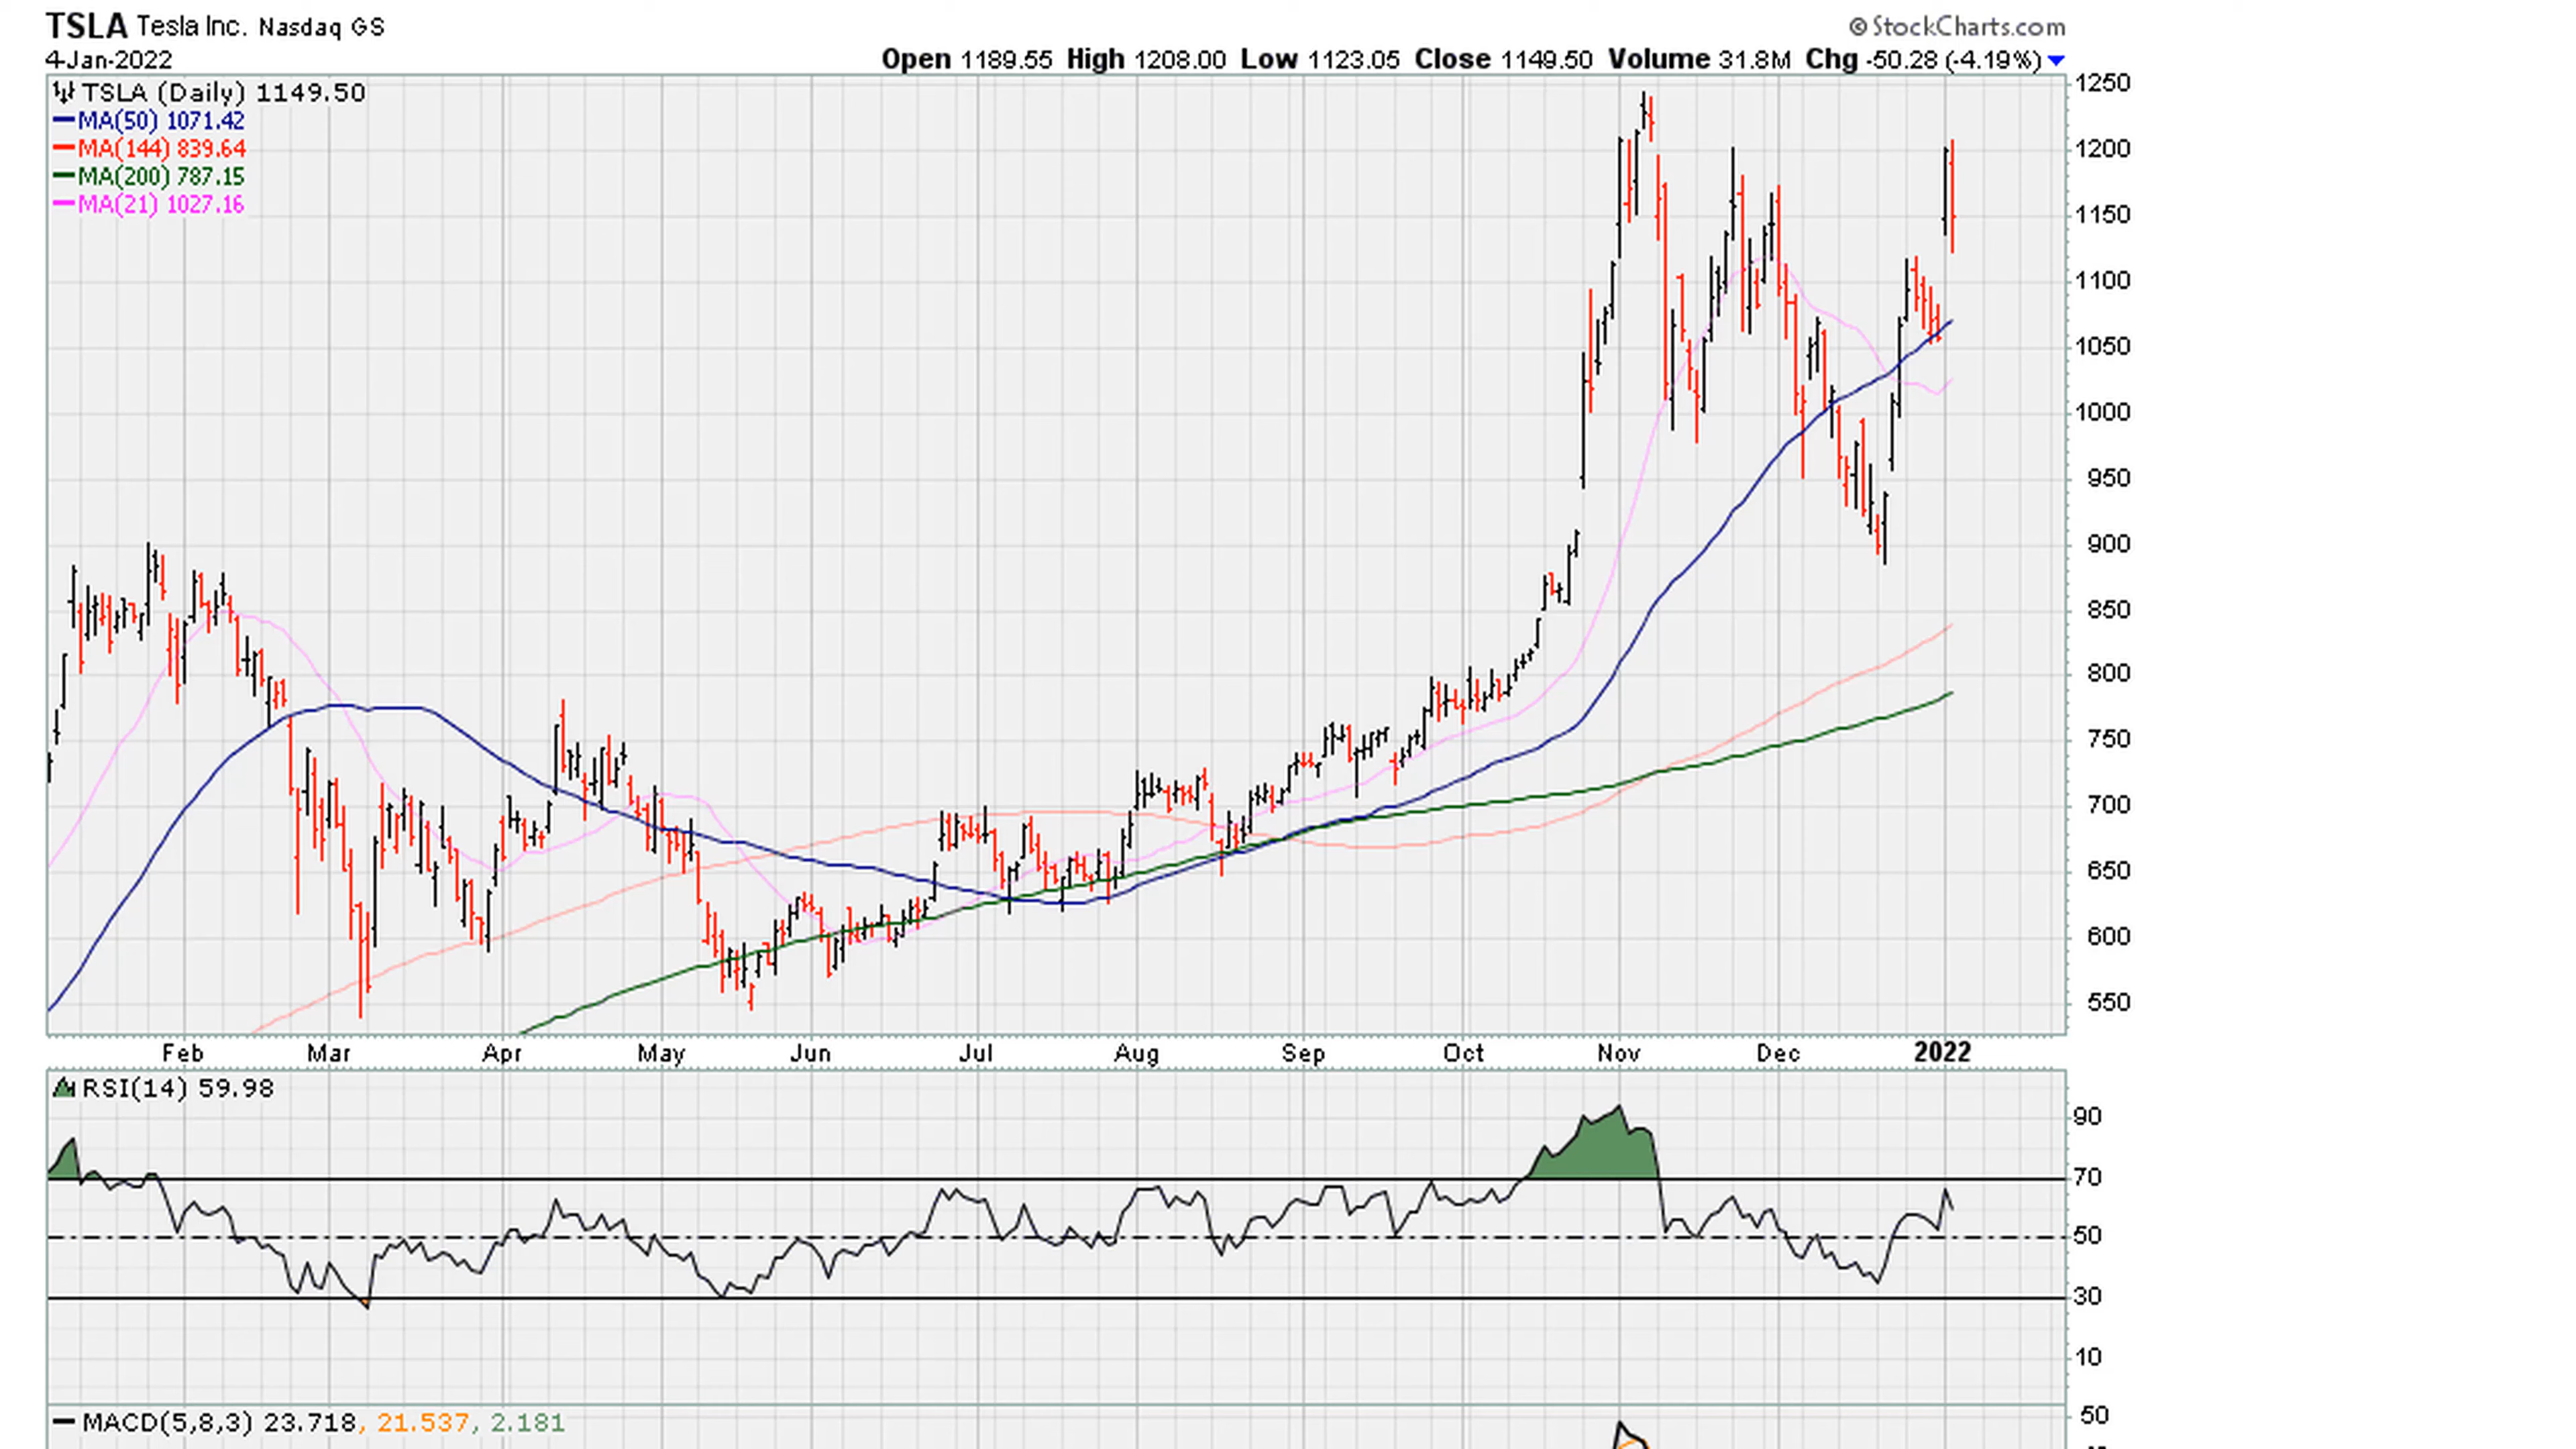 TSLA Tesla Inc. Nasdaq GS
© StockCharts.com
4-Jan-2022
Open 1189.55 High 1208.00 Low 1123.05 Close 1149.50 Volume 31.8M Chg -50.28 (-4.19%)
TSLA (Daily) 1149.50
MA(50) 1071.42
MA(144) 839.64
MA(200) 787.15
MA(21) 1027.16
1250
1200
1150
1100
1050
1000
950
900
850
800
750
700
650
600
550
Feb Mar Apr May Jun Jul Aug Sep Oct Nov Dec 2022
RSI(14) 59.98
90
70
50
30
10
MACD(5,8,3) 23.718, 21.537, 2.181
50